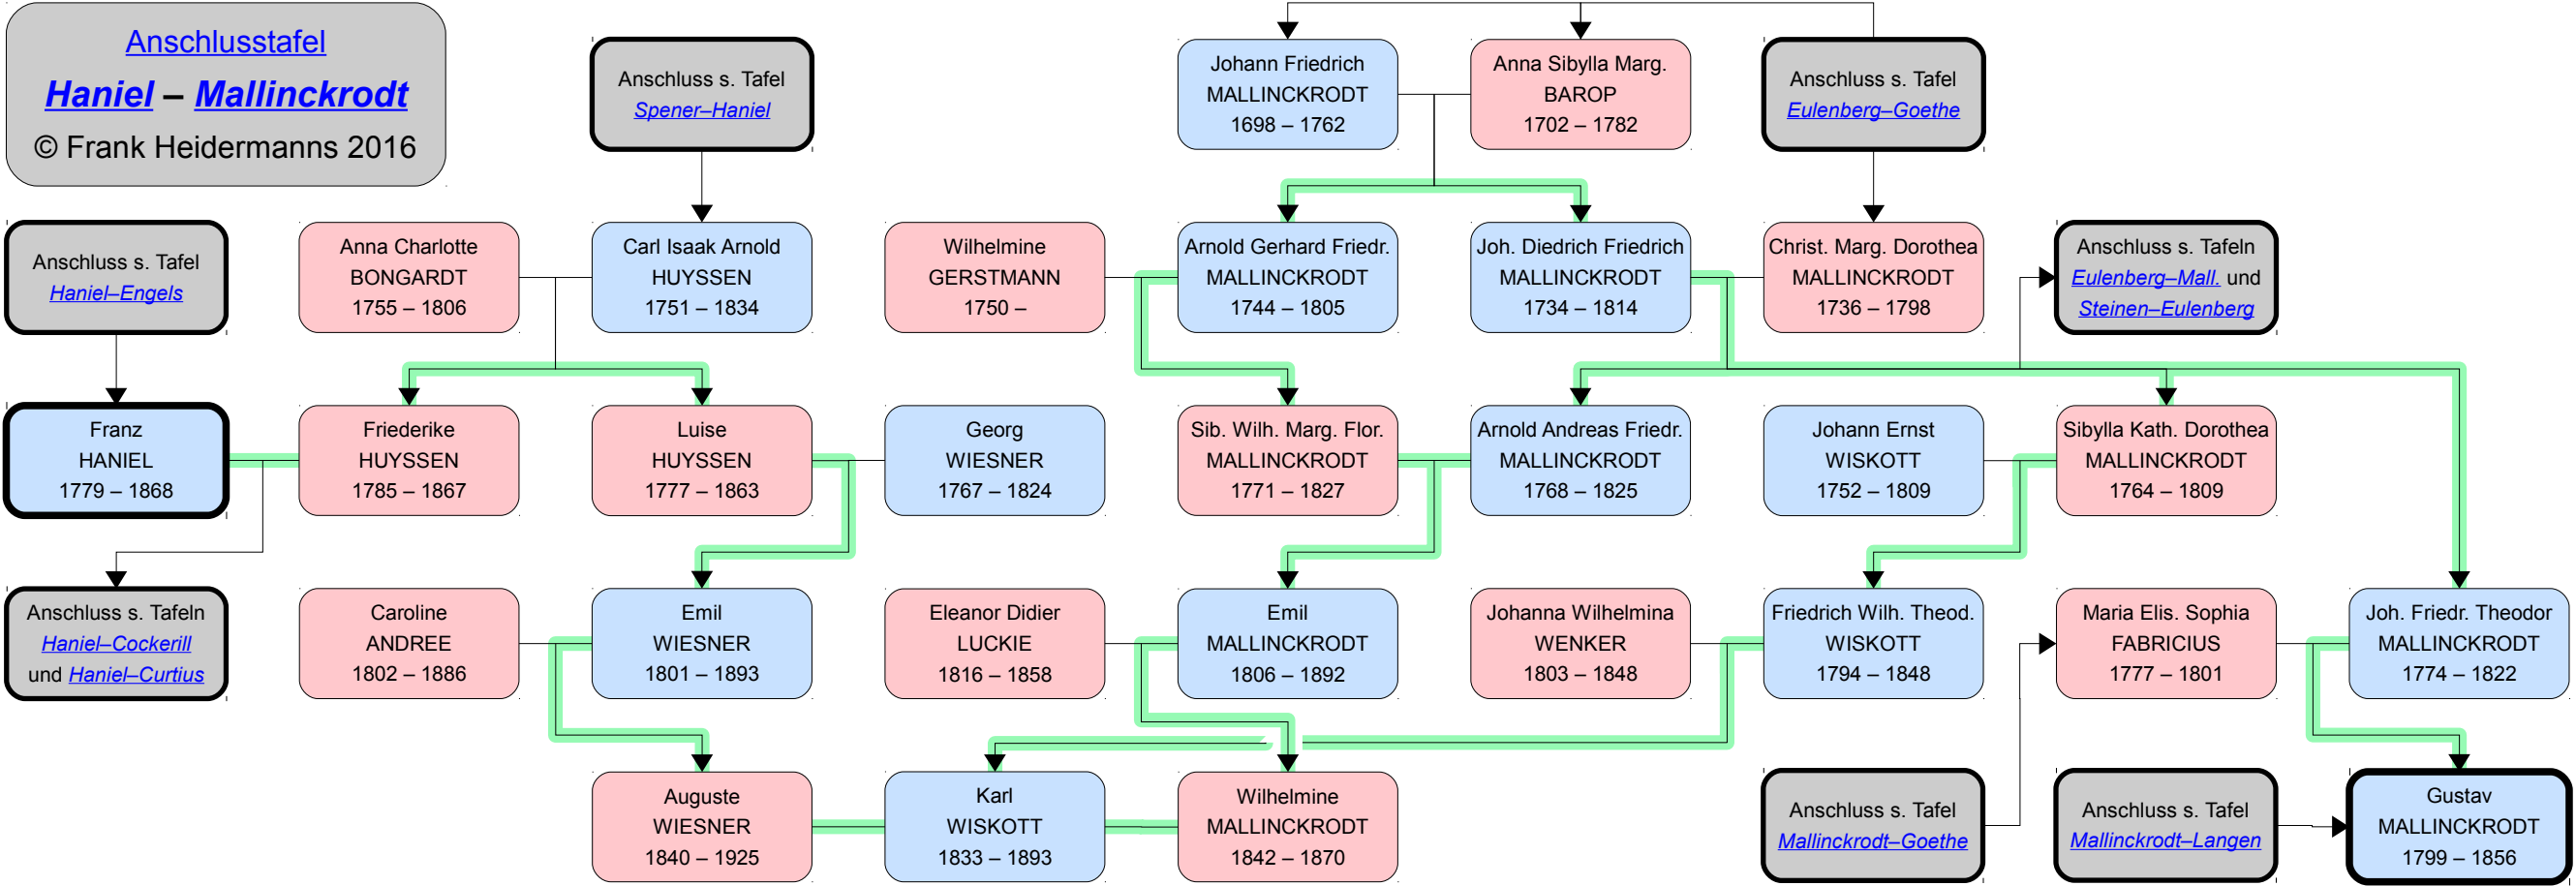 Anschlusstafel
Haniel – Mallinckrodt
© Frank Heidermanns 2016
Anschluss s. Tafel
Spener–Haniel
Johann Friedrich
MALLINCKRODT
1698 – 1762
Anna Sibylla Marg.
BAROP
1702 – 1782
Anschluss s. Tafel
Eulenberg–Goethe
Anschluss s. Tafel
Haniel–Engels
Anna Charlotte
BONGARDT
1755 – 1806
Carl Isaak Arnold
HUYSSEN
1751 – 1834
Wilhelmine
GERSTMANN
1750 –
Arnold Gerhard Friedr.
MALLINCKRODT
1744 – 1805
Joh. Diedrich Friedrich
MALLINCKRODT
1734 – 1814
Christ. Marg. Dorothea
MALLINCKRODT
1736 – 1798
Anschluss s. Tafeln
Eulenberg–Mall. und
Steinen–Eulenberg
Franz
HANIEL
1779 – 1868
Friederike
HUYSSEN
1785 – 1867
Luise
HUYSSEN
1777 – 1863
Georg
WIESNER
1767 – 1824
Sib. Wilh. Marg. Flor.
MALLINCKRODT
1771 – 1827
Arnold Andreas Friedr.
MALLINCKRODT
1768 – 1825
Johann Ernst
WISKOTT
1752 – 1809
Sibylla Kath. Dorothea
MALLINCKRODT
1764 – 1809
Anschluss s. Tafeln
Haniel–Cockerill
und Haniel–Curtius
Caroline
ANDREE
1802 – 1886
Emil
WIESNER
1801 – 1893
Eleanor Didier
LUCKIE
1816 – 1858
Emil
MALLINCKRODT
1806 – 1892
Johanna Wilhelmina
WENKER
1803 – 1848
Friedrich Wilh. Theod.
WISKOTT
1794 – 1848
Maria Elis. Sophia
FABRICIUS
1777 – 1801
Joh. Friedr. Theodor
MALLINCKRODT
1774 – 1822
Auguste
WIESNER
1840 – 1925
Karl
WISKOTT
1833 – 1893
Wilhelmine
MALLINCKRODT
1842 – 1870
Anschluss s. Tafel
Mallinckrodt–Goethe
Anschluss s. Tafel
Mallinckrodt–Langen
Gustav
MALLINCKRODT
1799 – 1856